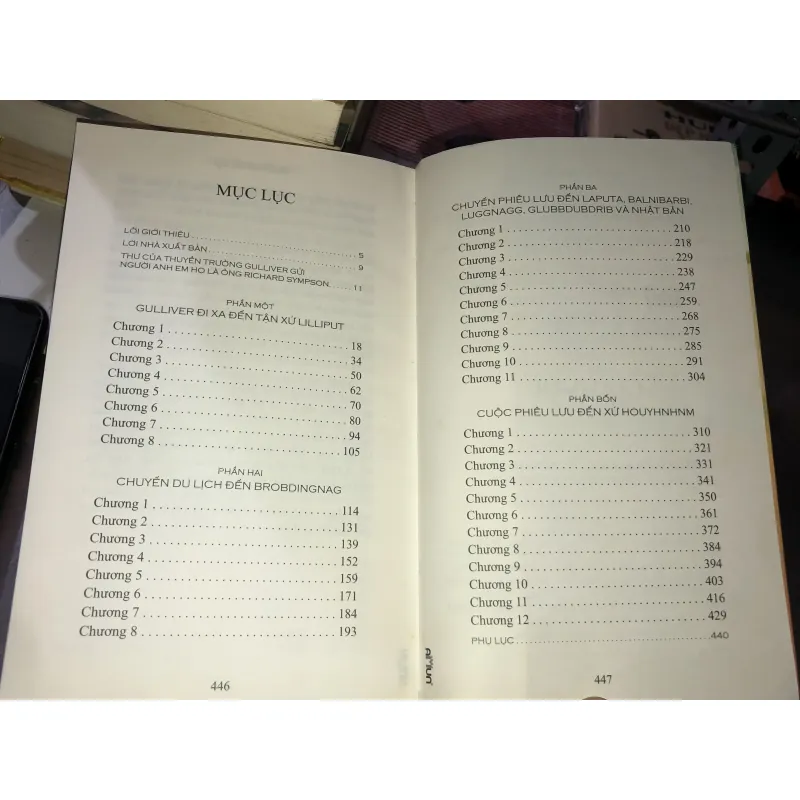 MỤC LỤC
LỜI GIỚI THIỆU 5
LỜI NHÀ XUẤT BẢN 9
THƯ CỦA THUYỀN TRƯỞNG GULLIVER GỬI
NGƯỜI ANH EM HỌ LÀ ÔNG RICHARD SYMPSON 11
PHẦN MỘT
GULLIVER ĐI XA ĐẾN TẬN XỨ LILLIPUT
Chương 1 18
Chương 2 34
Chương 3 50
Chương 4 62
Chương 5 70
Chương 6 80
Chương 7 94
Chương 8 105
PHẦN HAI
CHUYẾN DU LỊCH ĐẾN BROBDINGNAG
Chương 1 114
Chương 2 131
Chương 3 139
Chương 4 152
Chương 5 159
Chương 6 171
Chương 7 184
Chương 8 193
446
PHẦN BA
CHUYẾN PHIÊU LƯU ĐẾN LAPUTA, BALNIBARBI,
LUGGNAGG, GLUBBDUBDRIB VÀ NHẬT BẢN
Chương 1 210
Chương 2 218
Chương 3 229
Chương 4 238
Chương 5 247
Chương 6 259
Chương 7 268
Chương 8 275
Chương 9 285
Chương 10 291
Chương 11 304
PHẦN BỐN
CUỘC PHIÊU LƯU ĐẾN XỨ HOUYHNHNM
Chương 1 310
Chương 2 321
Chương 3 331
Chương 4 341
Chương 5 350
Chương 6 361
Chương 7 372
Chương 8 384
Chương 9 394
Chương 10 403
Chương 11 416
Chương 12 429
PHỤ LỤC 440
447